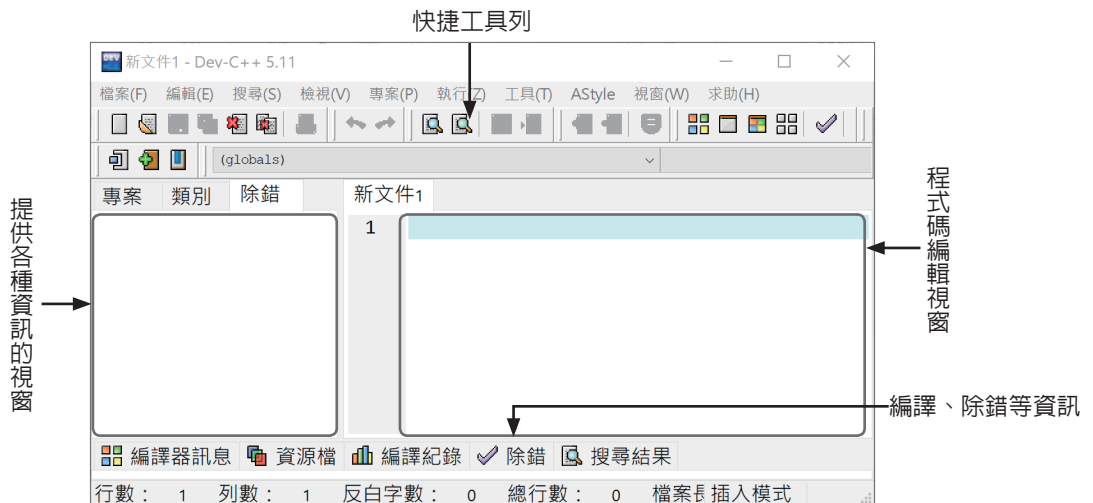 快捷工具列
新文件1 - Dev-C++ 5.11
檔案(F) 編輯(E) 搜尋(S) 檢視(V) 專案(P) 執行(Z) 工具(T) AStyle 視窗(W) 求助(H)
(globals)
專案 類別 除錯 新文件1
1
提供各種資訊的視窗
程式碼編輯視窗
編譯、除錯等資訊
編譯器訊息 資源檔 編譯紀錄 除錯 搜尋結果
行數： 1 列數： 1 反白字數： 0 總行數： 0 檔案長 插入模式